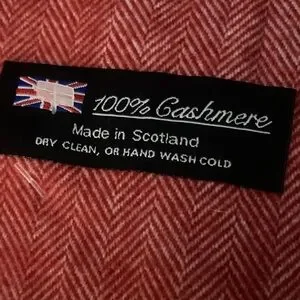 100% Cashmere
Made in Scotland
DRY CLEAN, OR HAND WASH COLD